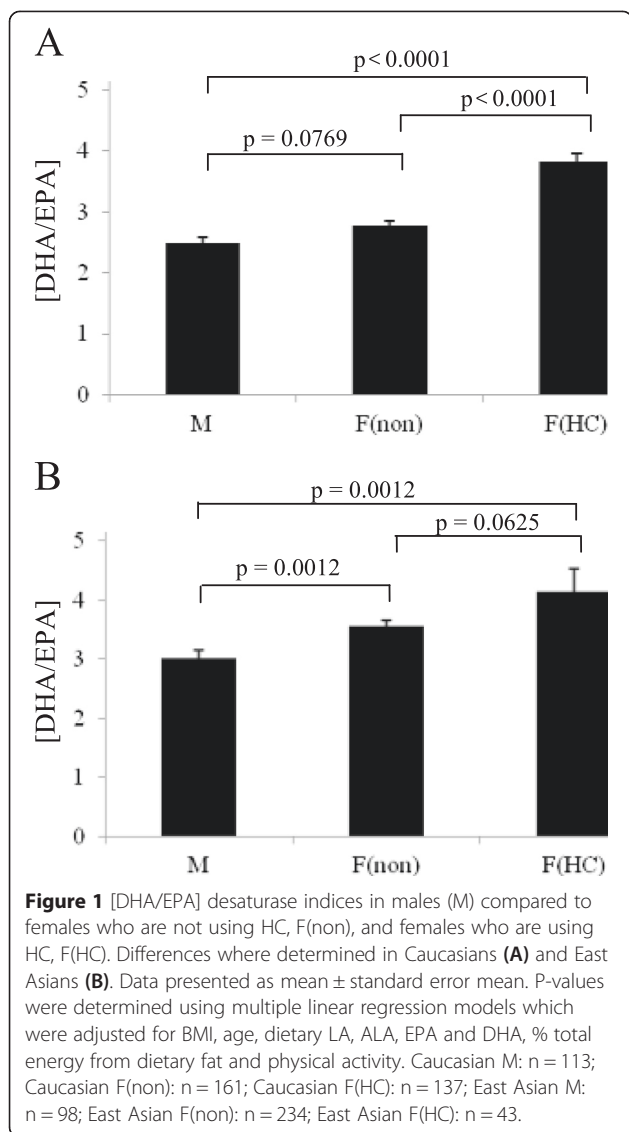 A
p< 0.0001
p< 0.0001
p = 0.0769
5
4
3
2
1
0
[DHA/EPA]
M F(non) F(HC)
B
p = 0.0012
p = 0.0625
p = 0.0012
5
4
3
2
1
0
[DHA/EPA]
M F(non) F(HC)
Figure 1 [DHA/EPA] desaturase indices in males (M) compared to
females who are not using HC, F(non), and females who are using
HC, F(HC). Differences where determined in Caucasians (A) and East
Asians (B). Data presented as mean ± standard error mean. P-values
were determined using multiple linear regression models which
were adjusted for BMI, age, dietary LA, ALA, EPA and DHA, % total
energy from dietary fat and physical activity. Caucasian M: n = 113;
Caucasian F(non): n = 161; Caucasian F(HC): n = 137; East Asian M:
n = 98; East Asian F(non): n = 234; East Asian F(HC): n = 43.